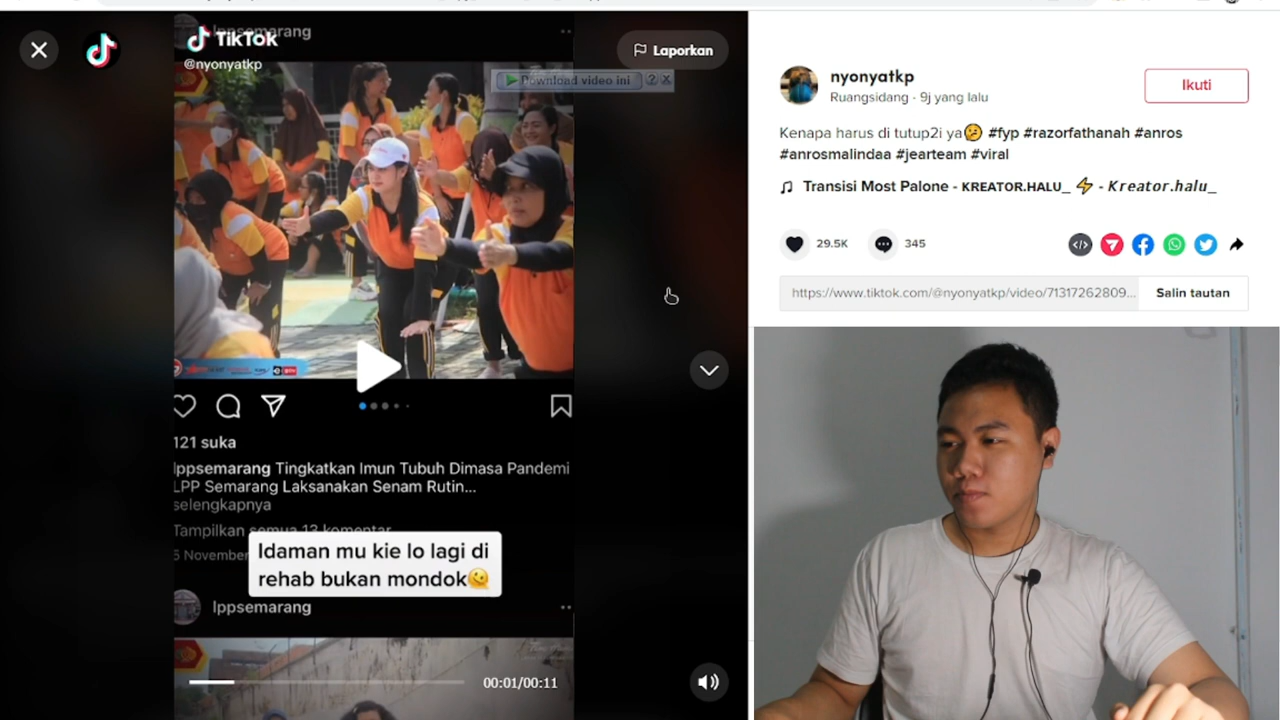 lppsemarang
TikTok
@nyonyatkp
Laporkan
Download video ini
121 suka
lppsemarang Tingkatkan Imun Tubuh Dimasa Pandemi
LPP Semarang Laksanakan Senam Rutin...
selengkapnya
Tampilkan semua 13 komentar
5 November
Idaman mu kie lo lagi di
rehab bukan mondok🫠
lppsemarang
00:01/00:11
nyonyatkp
Ruangsidang · 9j yang lalu
Ikuti
Kenapa harus di tutup2i ya🫤 #fyp #razorfathanah #anros
#anrosmalindaa #jearteam #viral
Transisi Most Palone - KREATOR.HALU_ ⚡ - Kreator.halu_
29.5K
345
https://www.tiktok.com/@nyonyatkp/video/71317262809...
Salin tautan